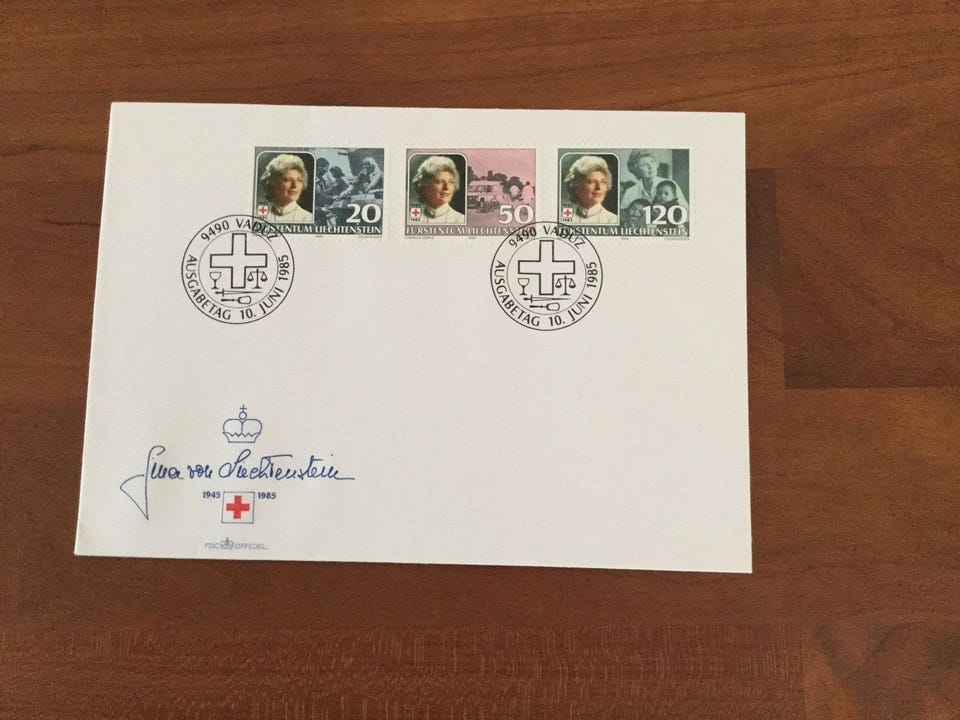 20
FÜRSTENTUM LIECHTENSTEIN
1945
1985
50
FÜRSTENTUM LIECHTENSTEIN
1945
1985
120
FÜRSTENTUM LIECHTENSTEIN
9490 VADUZ
AUSGABETAG 10. JUNI 1985
9490 VADUZ
AUSGABETAG 10. JUNI 1985
Gina von Liechtenstein
1945 1985
FDC OFFICIEL